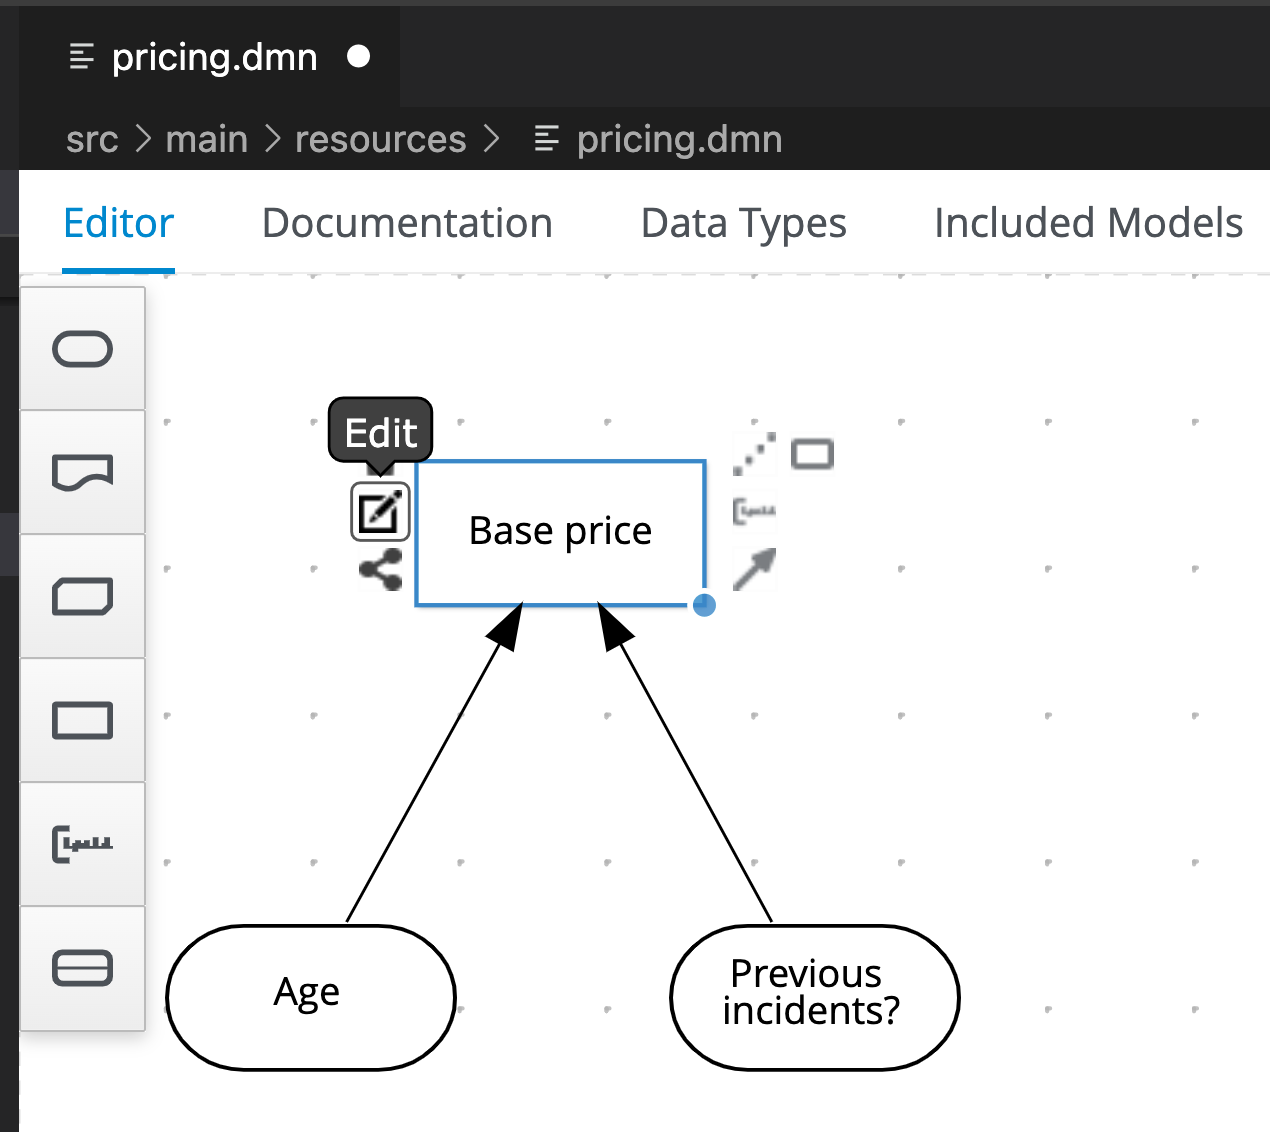 pricing.dmn
src > main > resources > pricing.dmn
Editor Documentation Data Types Included Models
Edit
Base price
Age
Previous
incidents?